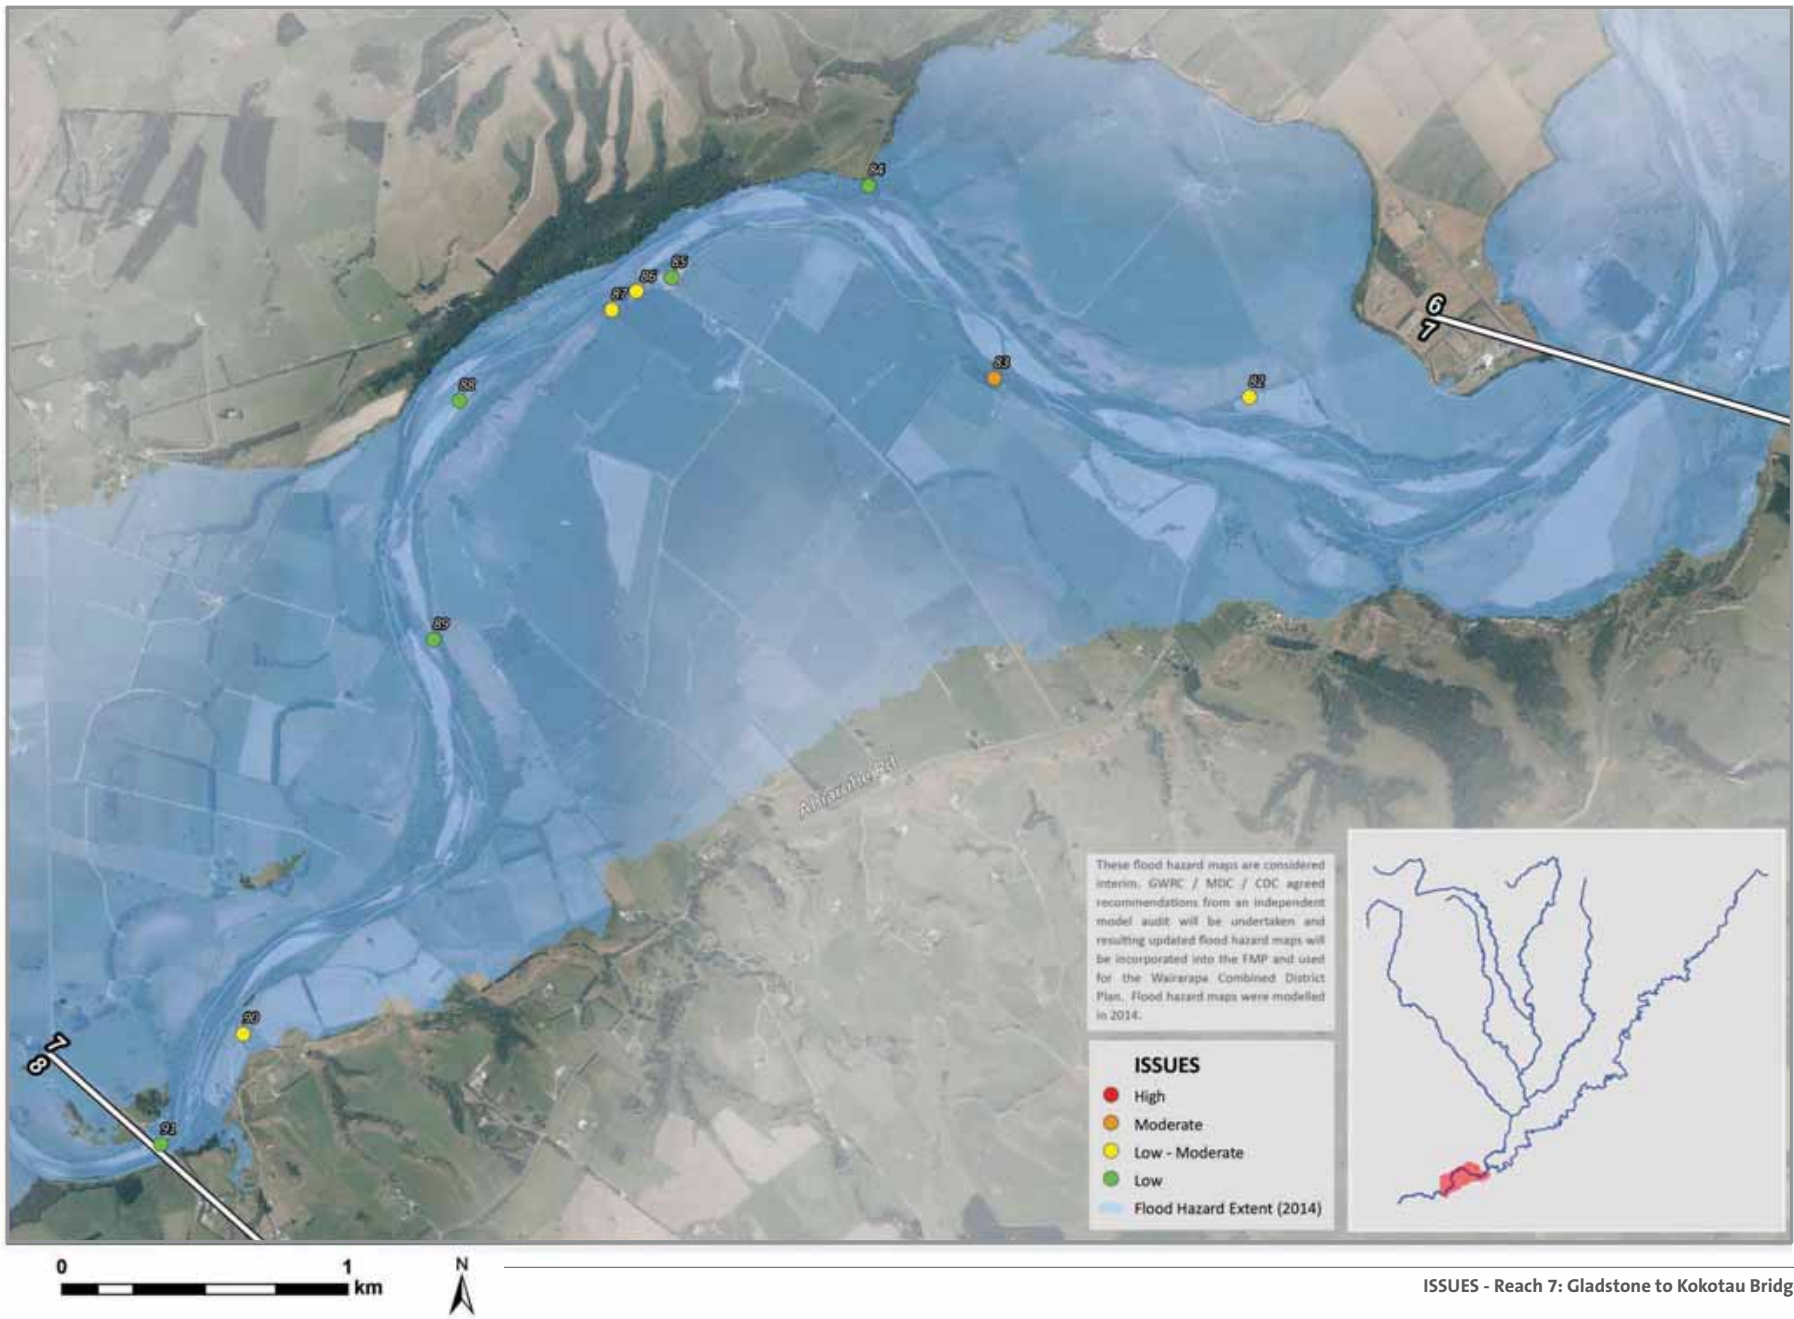 84
85
86
87
6
7
83
82
88
89
Ahiaruhe Rd
These flood hazard maps are considered
interim. GWRC / MDC / CDC agreed
recommendations from an independent
model audit will be undertaken and
resulting updated flood hazard maps will
be incorporated into the FMP and used
for the Wairarapa Combined District
Plan. Flood hazard maps were modelled
in 2014.
90
7
8
91
ISSUES
High
Moderate
Low - Moderate
Low
Flood Hazard Extent (2014)
0 1
km
N
ISSUES - Reach 7: Gladstone to Kokotau Bridg